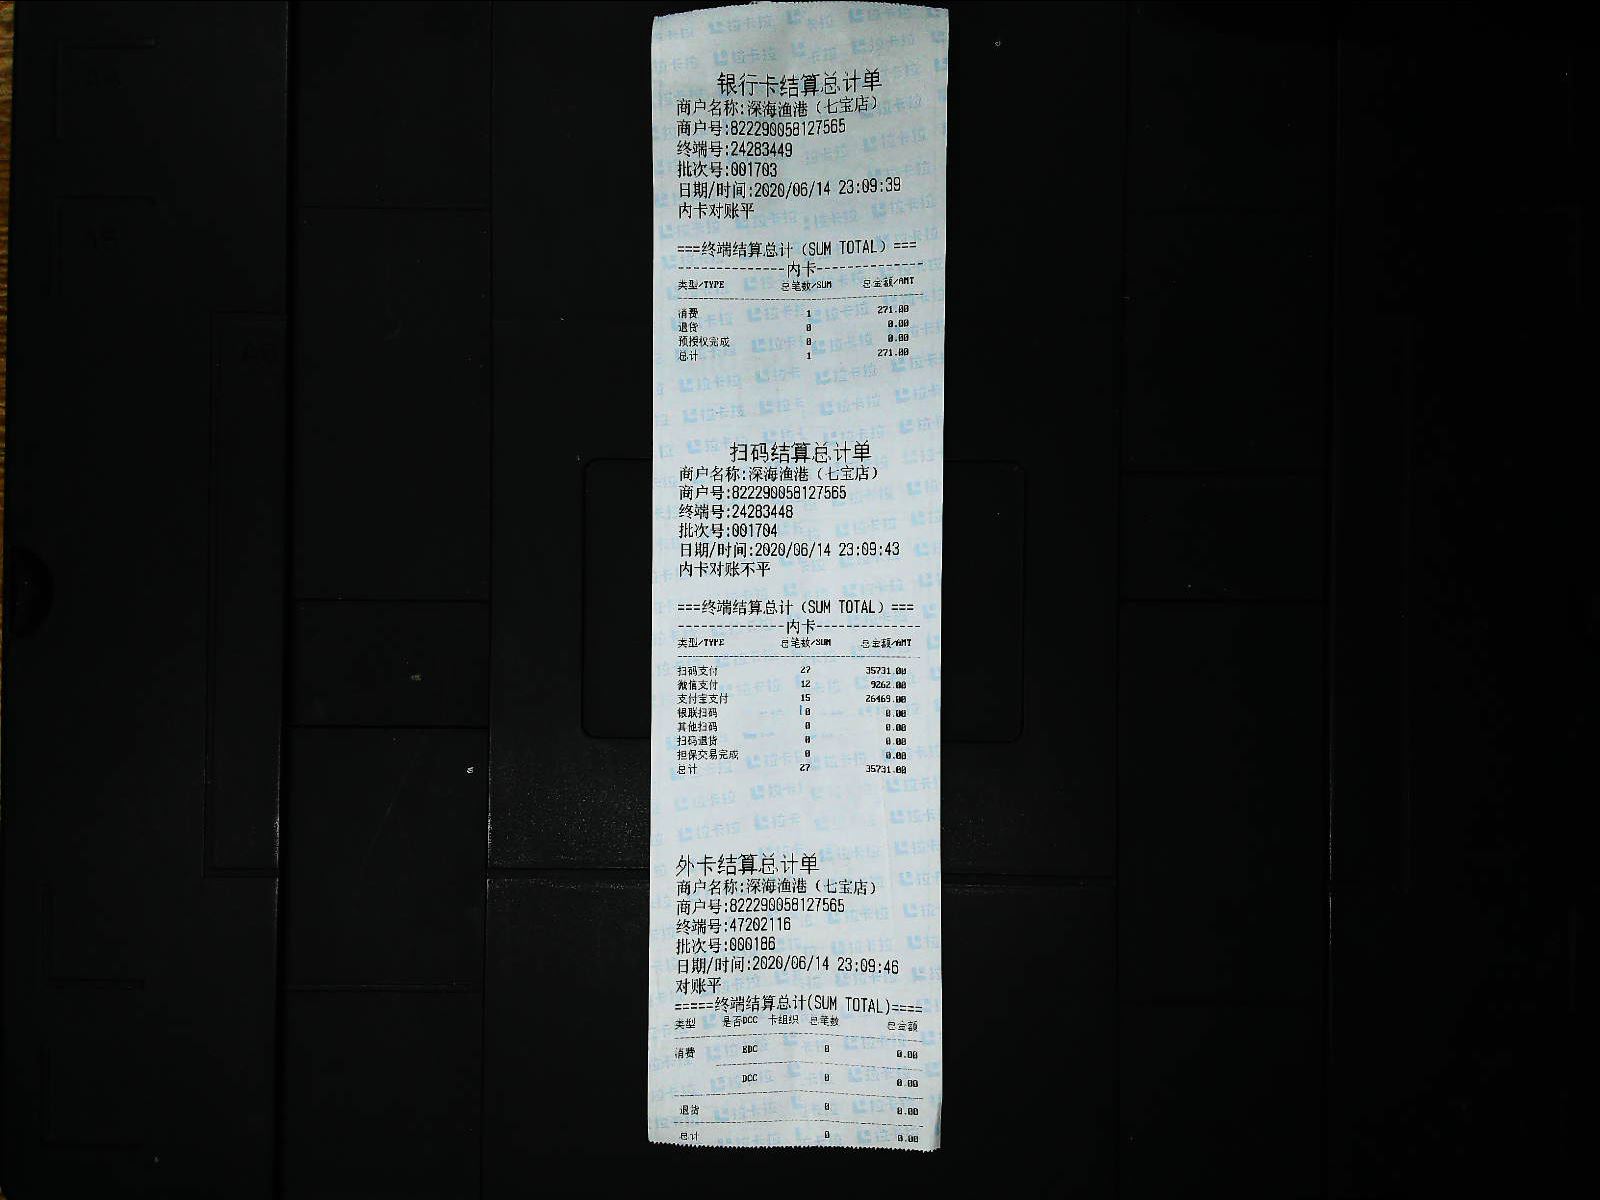 银行卡结算总计单
商户名称:深海渔港（七宝店）
商户号:822290058127565
终端号:24283449
批次号:001703
日期/时间:2020/06/14 23:09:39
内卡对账平
===终端结算总计（SUM TOTAL）===
--------------内卡--------------
类型/TYPE 总笔数/SUM 总金额/AMT
消费 1 271.00
退货 0 0.00
预授权完成 0 0.00
总计 1 271.00
扫码结算总计单
商户名称:深海渔港（七宝店）
商户号:822290058127565
终端号:24283448
批次号:001704
日期/时间:2020/06/14 23:09:43
内卡对账不平
===终端结算总计（SUM TOTAL）===
--------------内卡--------------
类型/TYPE 总笔数/SUM 总金额/AMT
扫码支付 27 35731.00
微信支付 12 9262.00
支付宝支付 15 26469.00
银联扫码 0 0.00
其他扫码 0 0.00
扫码退货 0 0.00
担保交易完成 0 0.00
总计 27 35731.00
外卡结算总计单
商户名称:深海渔港（七宝店）
商户号:822290058127565
终端号:47202116
批次号:000186
日期/时间:2020/06/14 23:09:46
对账平
=====终端结算总计(SUM TOTAL)====
类型 是否DCC 卡组织 总笔数 总金额
消费 EDC 0 0.00
DCC 0 0.00
退货 0 0.00
总计 0 0.00